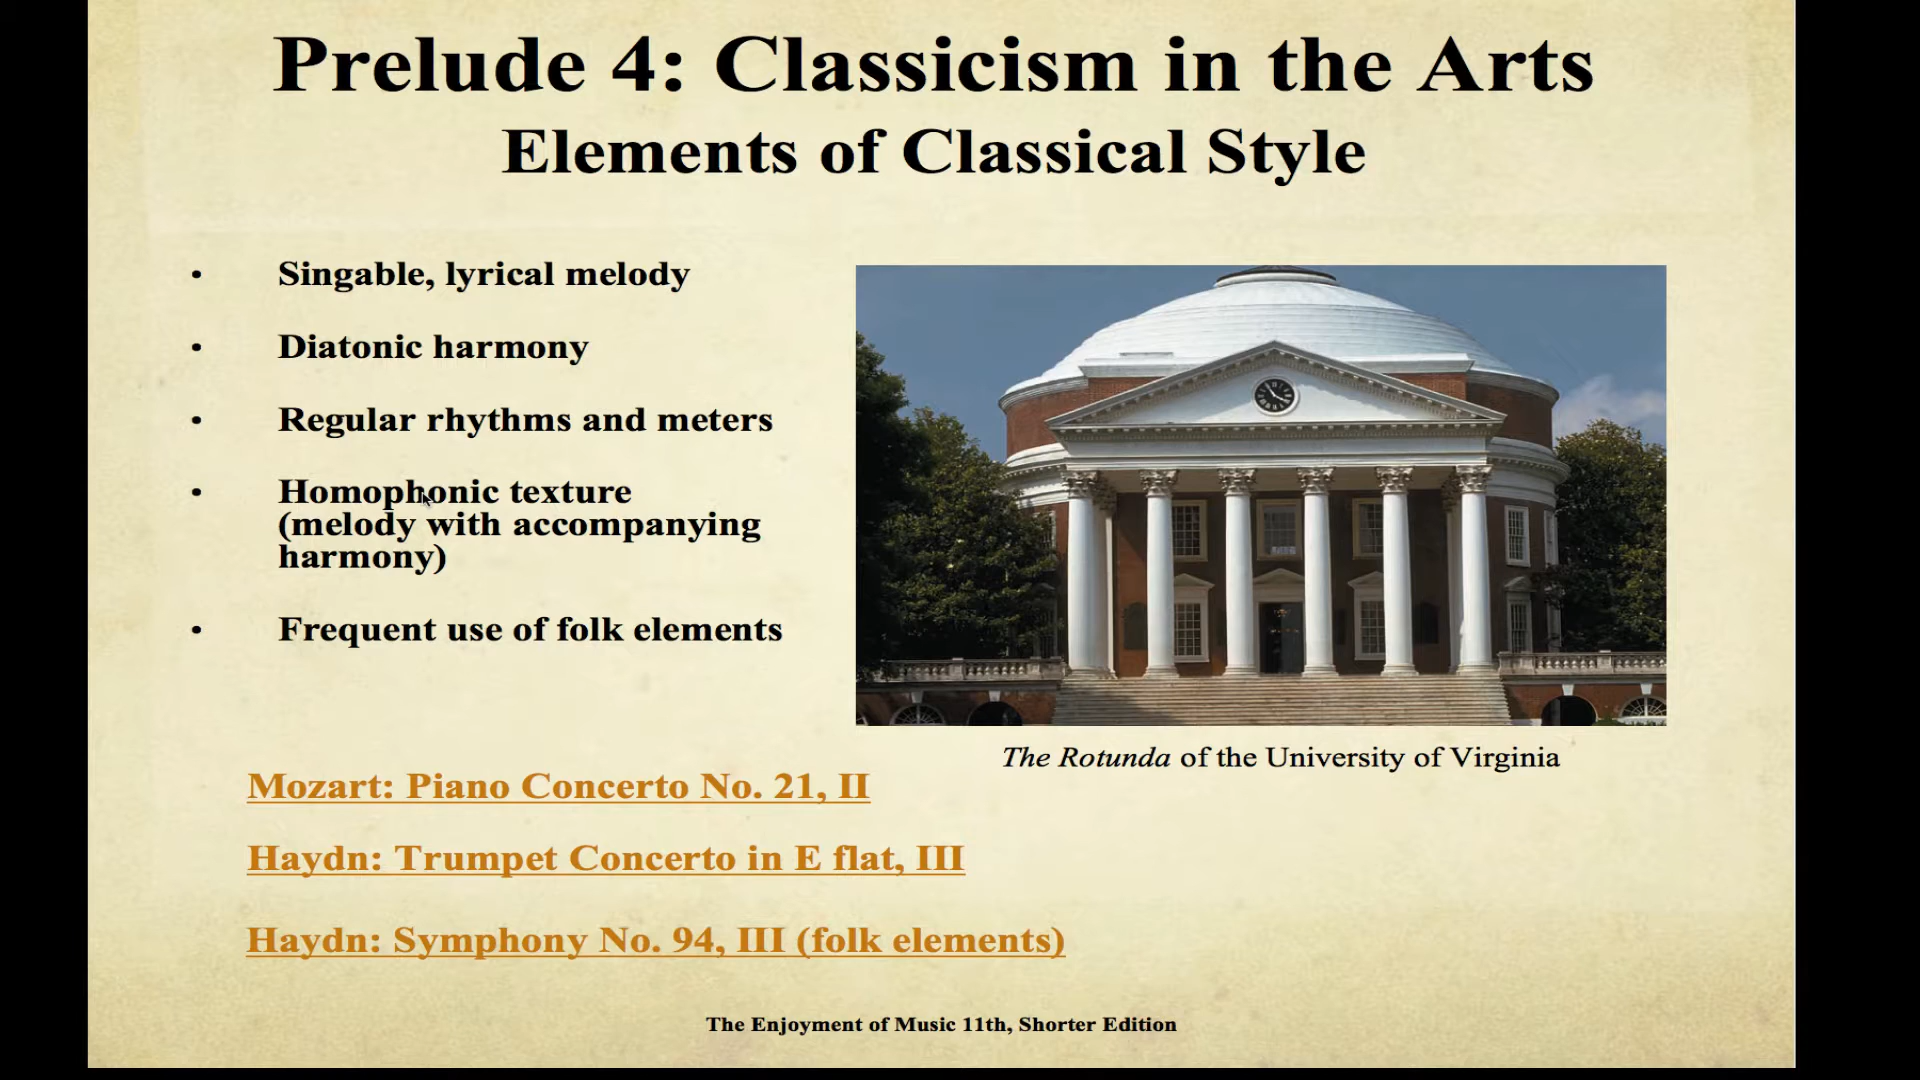 Prelude 4: Classicism in the Arts
Elements of Classical Style
• Singable, lyrical melody
• Diatonic harmony
• Regular rhythms and meters
• Homophonic texture
(melody with accompanying
harmony)
• Frequent use of folk elements
The Rotunda of the University of Virginia
Mozart: Piano Concerto No. 21, II
Haydn: Trumpet Concerto in E flat, III
Haydn: Symphony No. 94, III (folk elements)
The Enjoyment of Music 11th, Shorter Edition